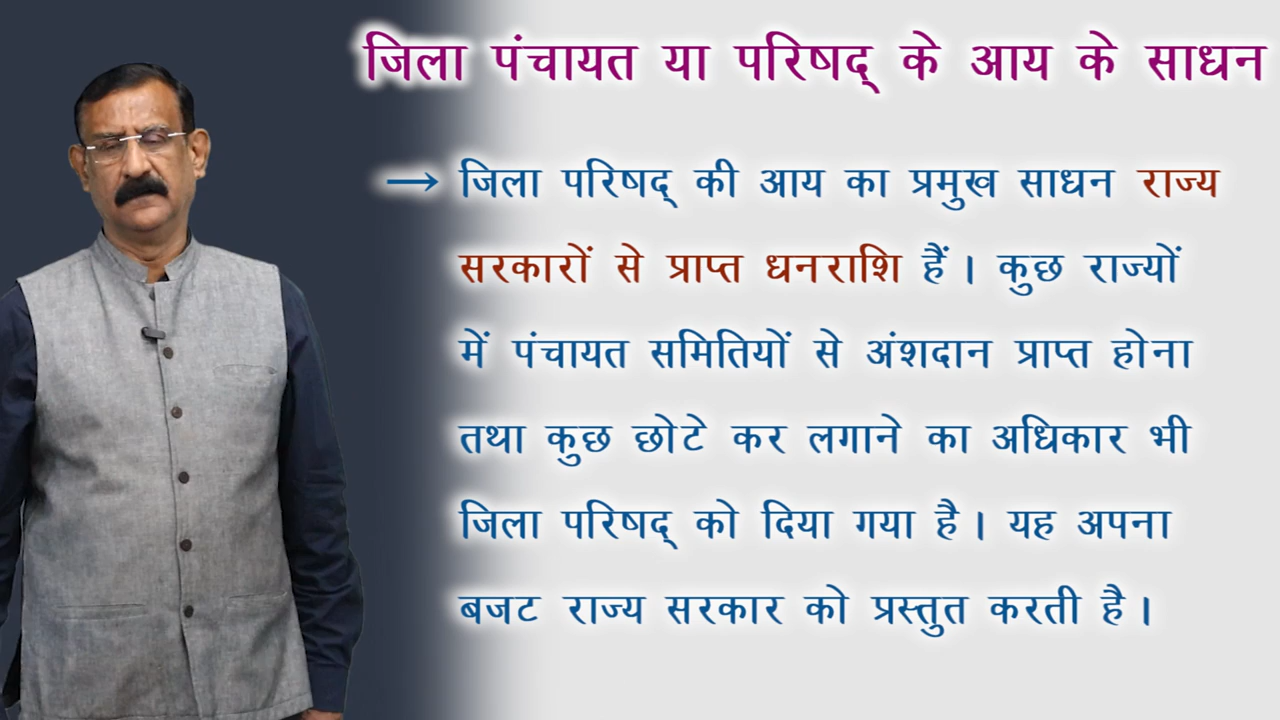 जिला पंचायत या परिषद् के आय के साधन
→ जिला परिषद् की आय का प्रमुख साधन राज्य
सरकारों से प्राप्त धनराशि हैं। कुछ राज्यों
में पंचायत समितियों से अंशदान प्राप्त होना
तथा कुछ छोटे कर लगाने का अधिकार भी
जिला परिषद् को दिया गया है। यह अपना
बजट राज्य सरकार को प्रस्तुत करती है।